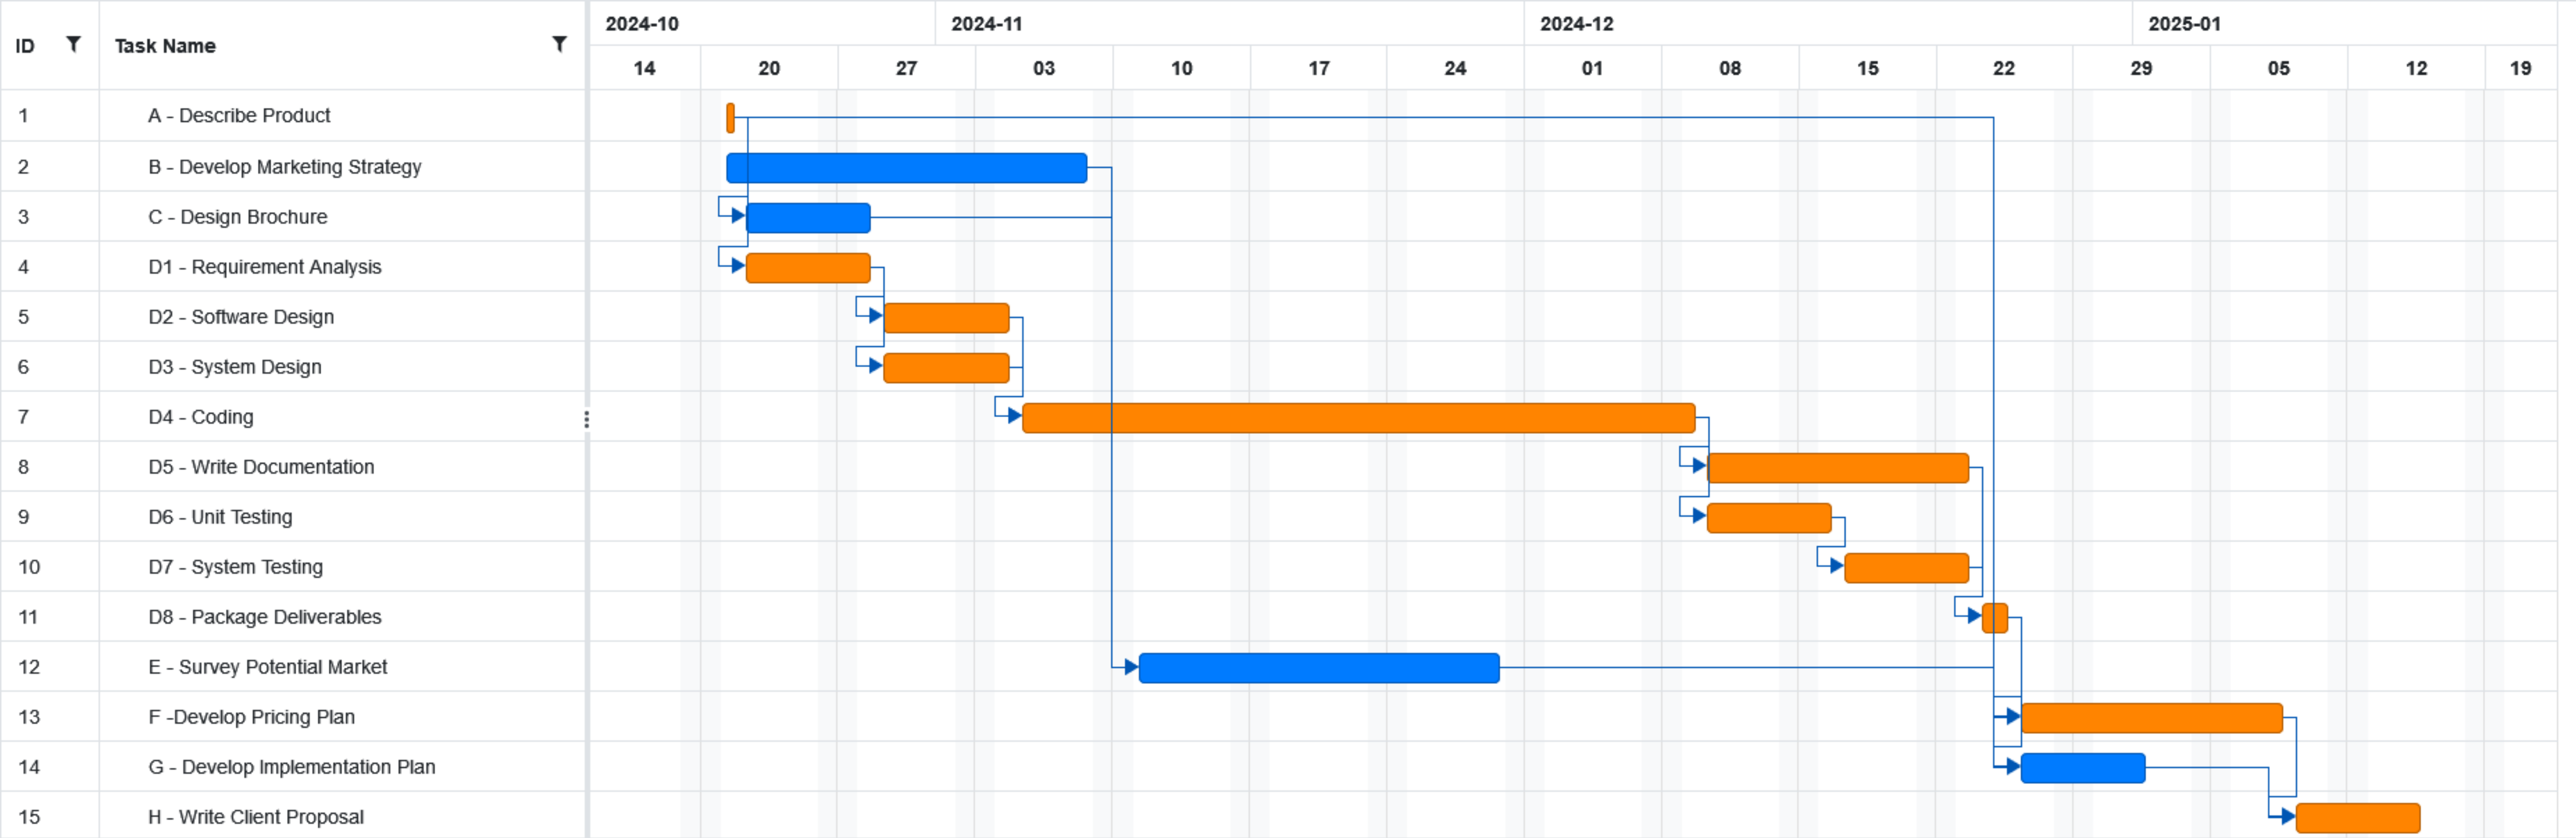 2024-10 2024-11 2024-12 2025-01
ID Task Name
14 20 27 03 10 17 24 01 08 15 22 29 05 12 19
1 A - Describe Product
2 B - Develop Marketing Strategy
3 C - Design Brochure
4 D1 - Requirement Analysis
5 D2 - Software Design
6 D3 - System Design
7 D4 - Coding
8 D5 - Write Documentation
9 D6 - Unit Testing
10 D7 - System Testing
11 D8 - Package Deliverables
12 E - Survey Potential Market
13 F -Develop Pricing Plan
14 G - Develop Implementation Plan
15 H - Write Client Proposal